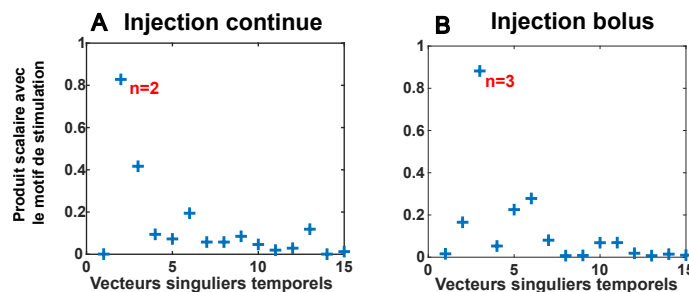 A Injection continue
B Injection bolus
Produit scalaire avec
le motif de stimulation
1
0.8
0.6
0.4
0.2
0
n=2
0
5
10
15
Vecteurs singuliers temporels
1
0.8
0.6
0.4
0.2
0
n=3
0
5
10
15
Vecteurs singuliers temporels